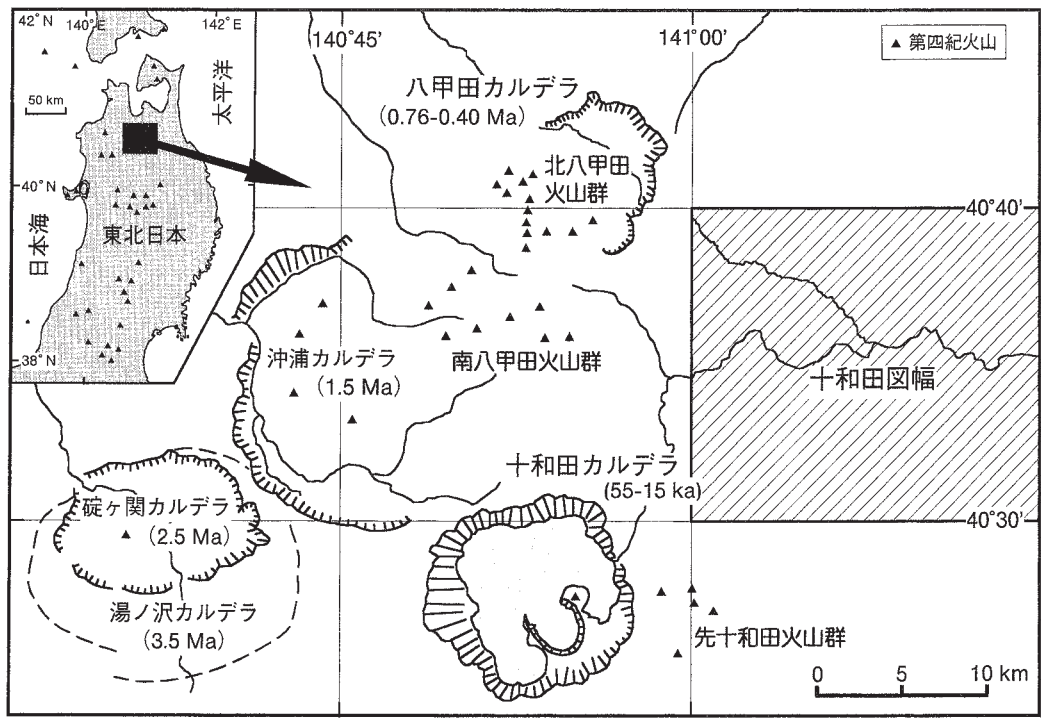 42°N
140°E
142°E
太平洋
50 km
40°N
日本海
東北日本
38°N
140°45'
141°00'
▲ 第四紀火山
八甲田カルデラ
(0.76-0.40 Ma)
北八甲田
火山群
40°40'
沖浦カルデラ
(1.5 Ma)
南八甲田火山群
十和田図幅
十和田カルデラ
(55-15 ka)
40°30'
碇ヶ関カルデラ
(2.5 Ma)
湯ノ沢カルデラ
(3.5 Ma)
先十和田火山群
0 5 10 km